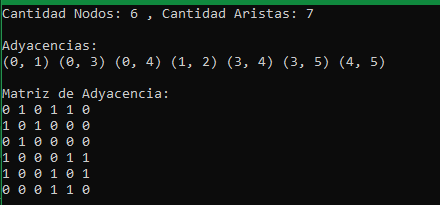 Cantidad Nodos: 6 , Cantidad Aristas: 7
Adyacencias:
(0, 1) (0, 3) (0, 4) (1, 2) (3, 4) (3, 5) (4, 5)
Matriz de Adyacencia:
0 1 0 1 1 0
1 0 1 0 0 0
0 1 0 0 0 0
1 0 0 0 1 1
1 0 0 1 0 1
0 0 0 1 1 0